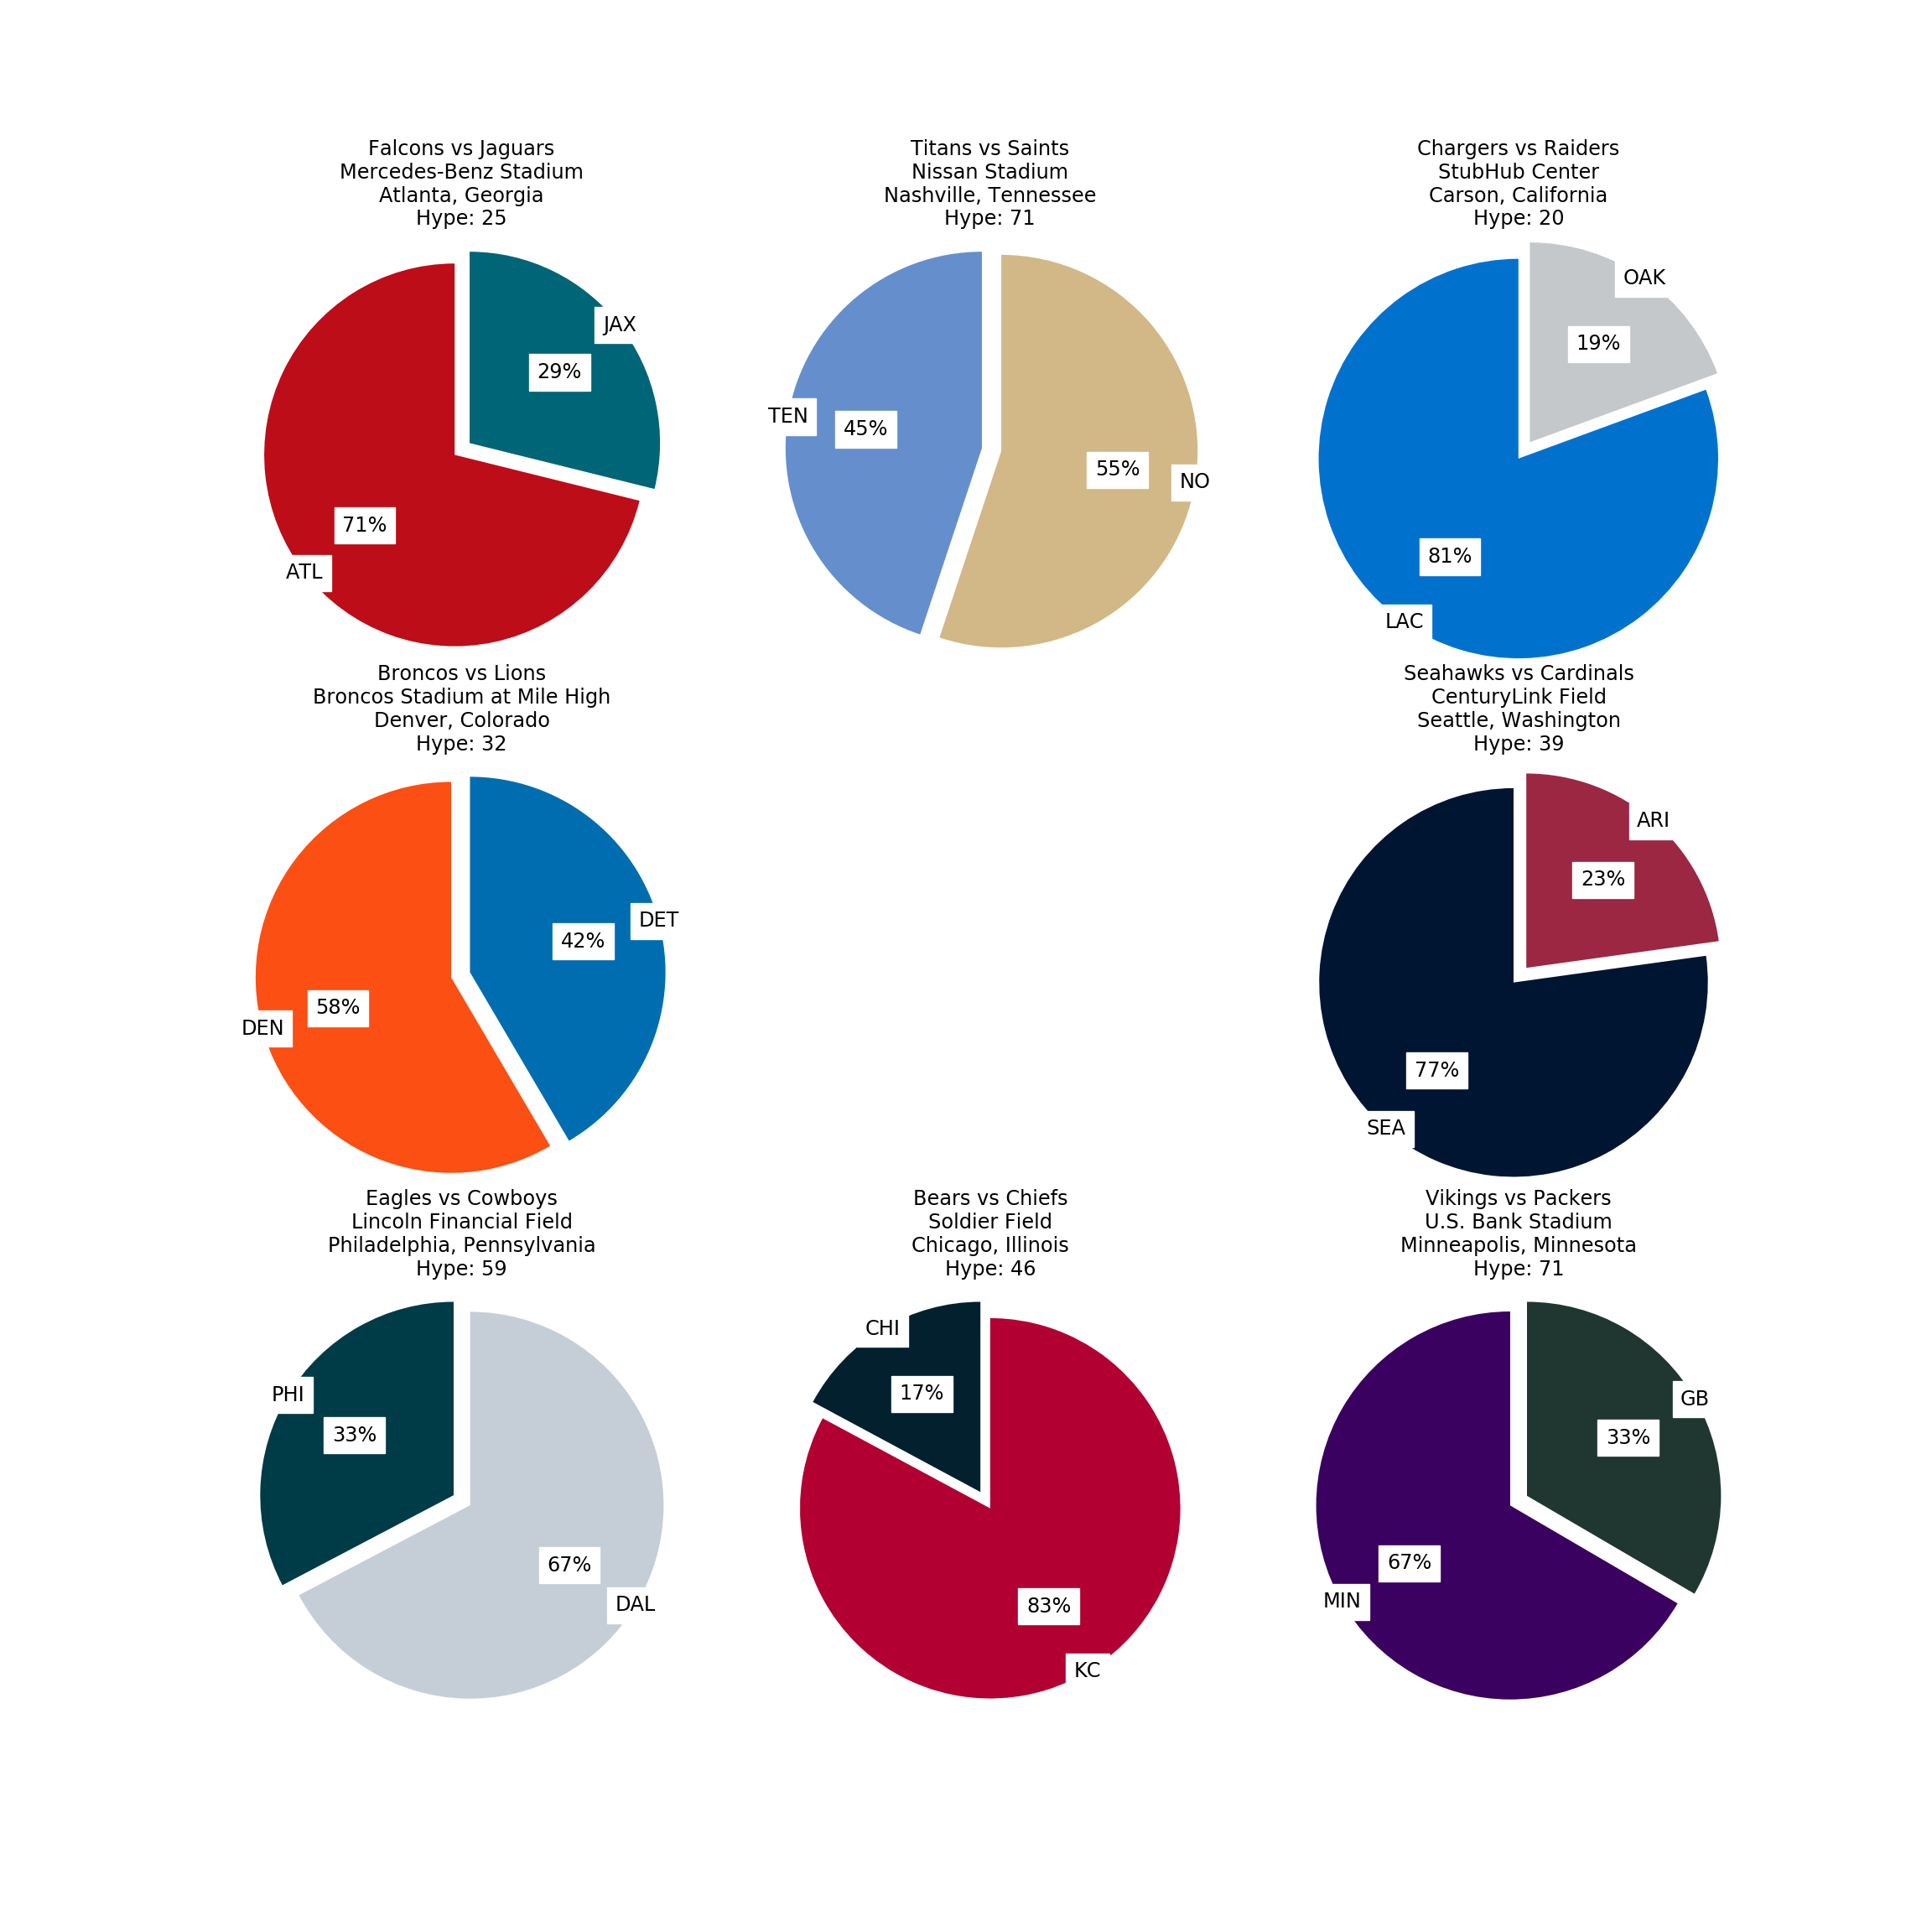 Falcons vs Jaguars
Mercedes-Benz Stadium
Atlanta, Georgia
Hype: 25
JAX
29%
71%
ATL
Titans vs Saints
Nissan Stadium
Nashville, Tennessee
Hype: 71
TEN
45%
55%
NO
Chargers vs Raiders
StubHub Center
Carson, California
Hype: 20
OAK
19%
81%
LAC
Broncos vs Lions
Broncos Stadium at Mile High
Denver, Colorado
Hype: 32
DET
42%
58%
DEN
Seahawks vs Cardinals
CenturyLink Field
Seattle, Washington
Hype: 39
ARI
23%
77%
SEA
Eagles vs Cowboys
Lincoln Financial Field
Philadelphia, Pennsylvania
Hype: 59
PHI
33%
67%
DAL
Bears vs Chiefs
Soldier Field
Chicago, Illinois
Hype: 46
CHI
17%
83%
KC
Vikings vs Packers
U.S. Bank Stadium
Minneapolis, Minnesota
Hype: 71
GB
33%
67%
MIN